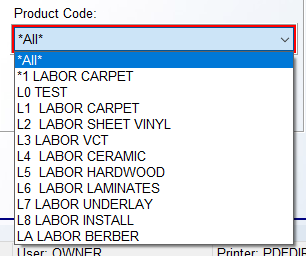 Product Code:
*All*
*All*
*1 LABOR CARPET
L0 TEST
L1 LABOR CARPET
L2 LABOR SHEET VINYL
L3 LABOR VCT
L4 LABOR CERAMIC
L5 LABOR HARDWOOD
L6 LABOR LAMINATES
L7 LABOR UNDERLAY
L8 LABOR INSTALL
LA LABOR BERBER
User: OWNER Printer: